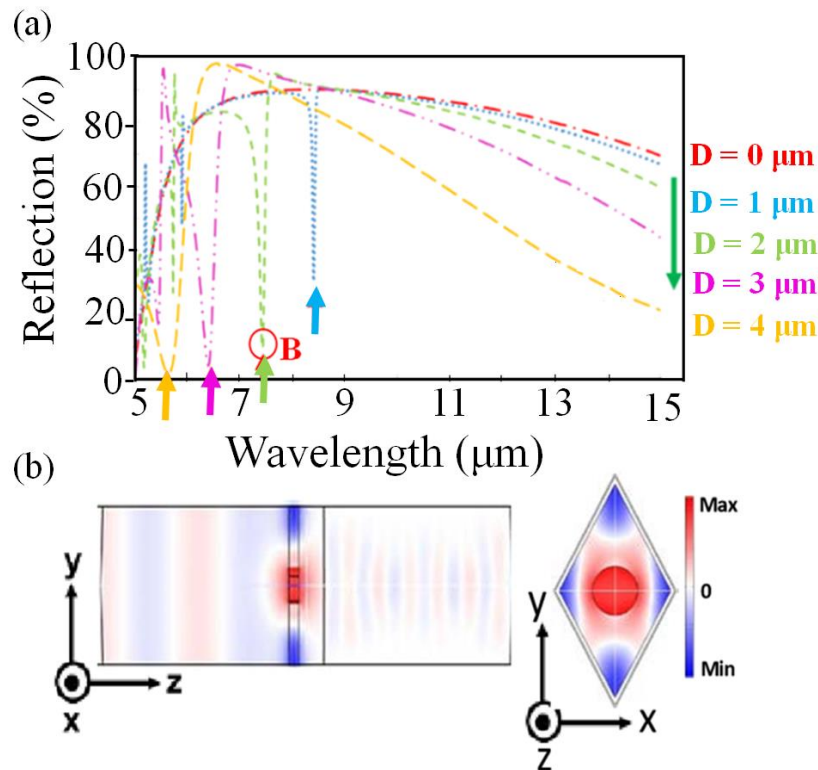 (a)
100
80
60
40
20
0
Reflection (%)
5 7 9 11 13 15
Wavelength (μm)
B
D = 0 μm
D = 1 μm
D = 2 μm
D = 3 μm
D = 4 μm
(b)
y
z
x
y
x
z
Max
0
Min